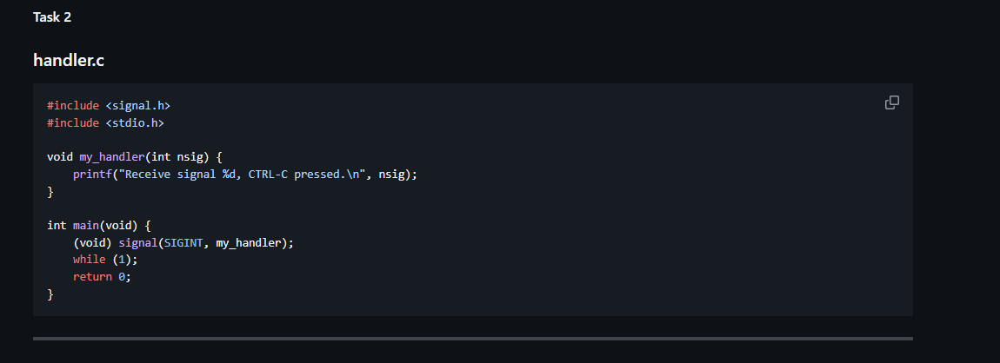 Task 2
handler.c
#include <signal.h>
#include <stdio.h>
void my_handler(int nsig) {
    printf("Receive signal %d, CTRL-C pressed.\n", nsig);
}
int main(void) {
    (void) signal(SIGINT, my_handler);
    while (1);
    return 0;
}